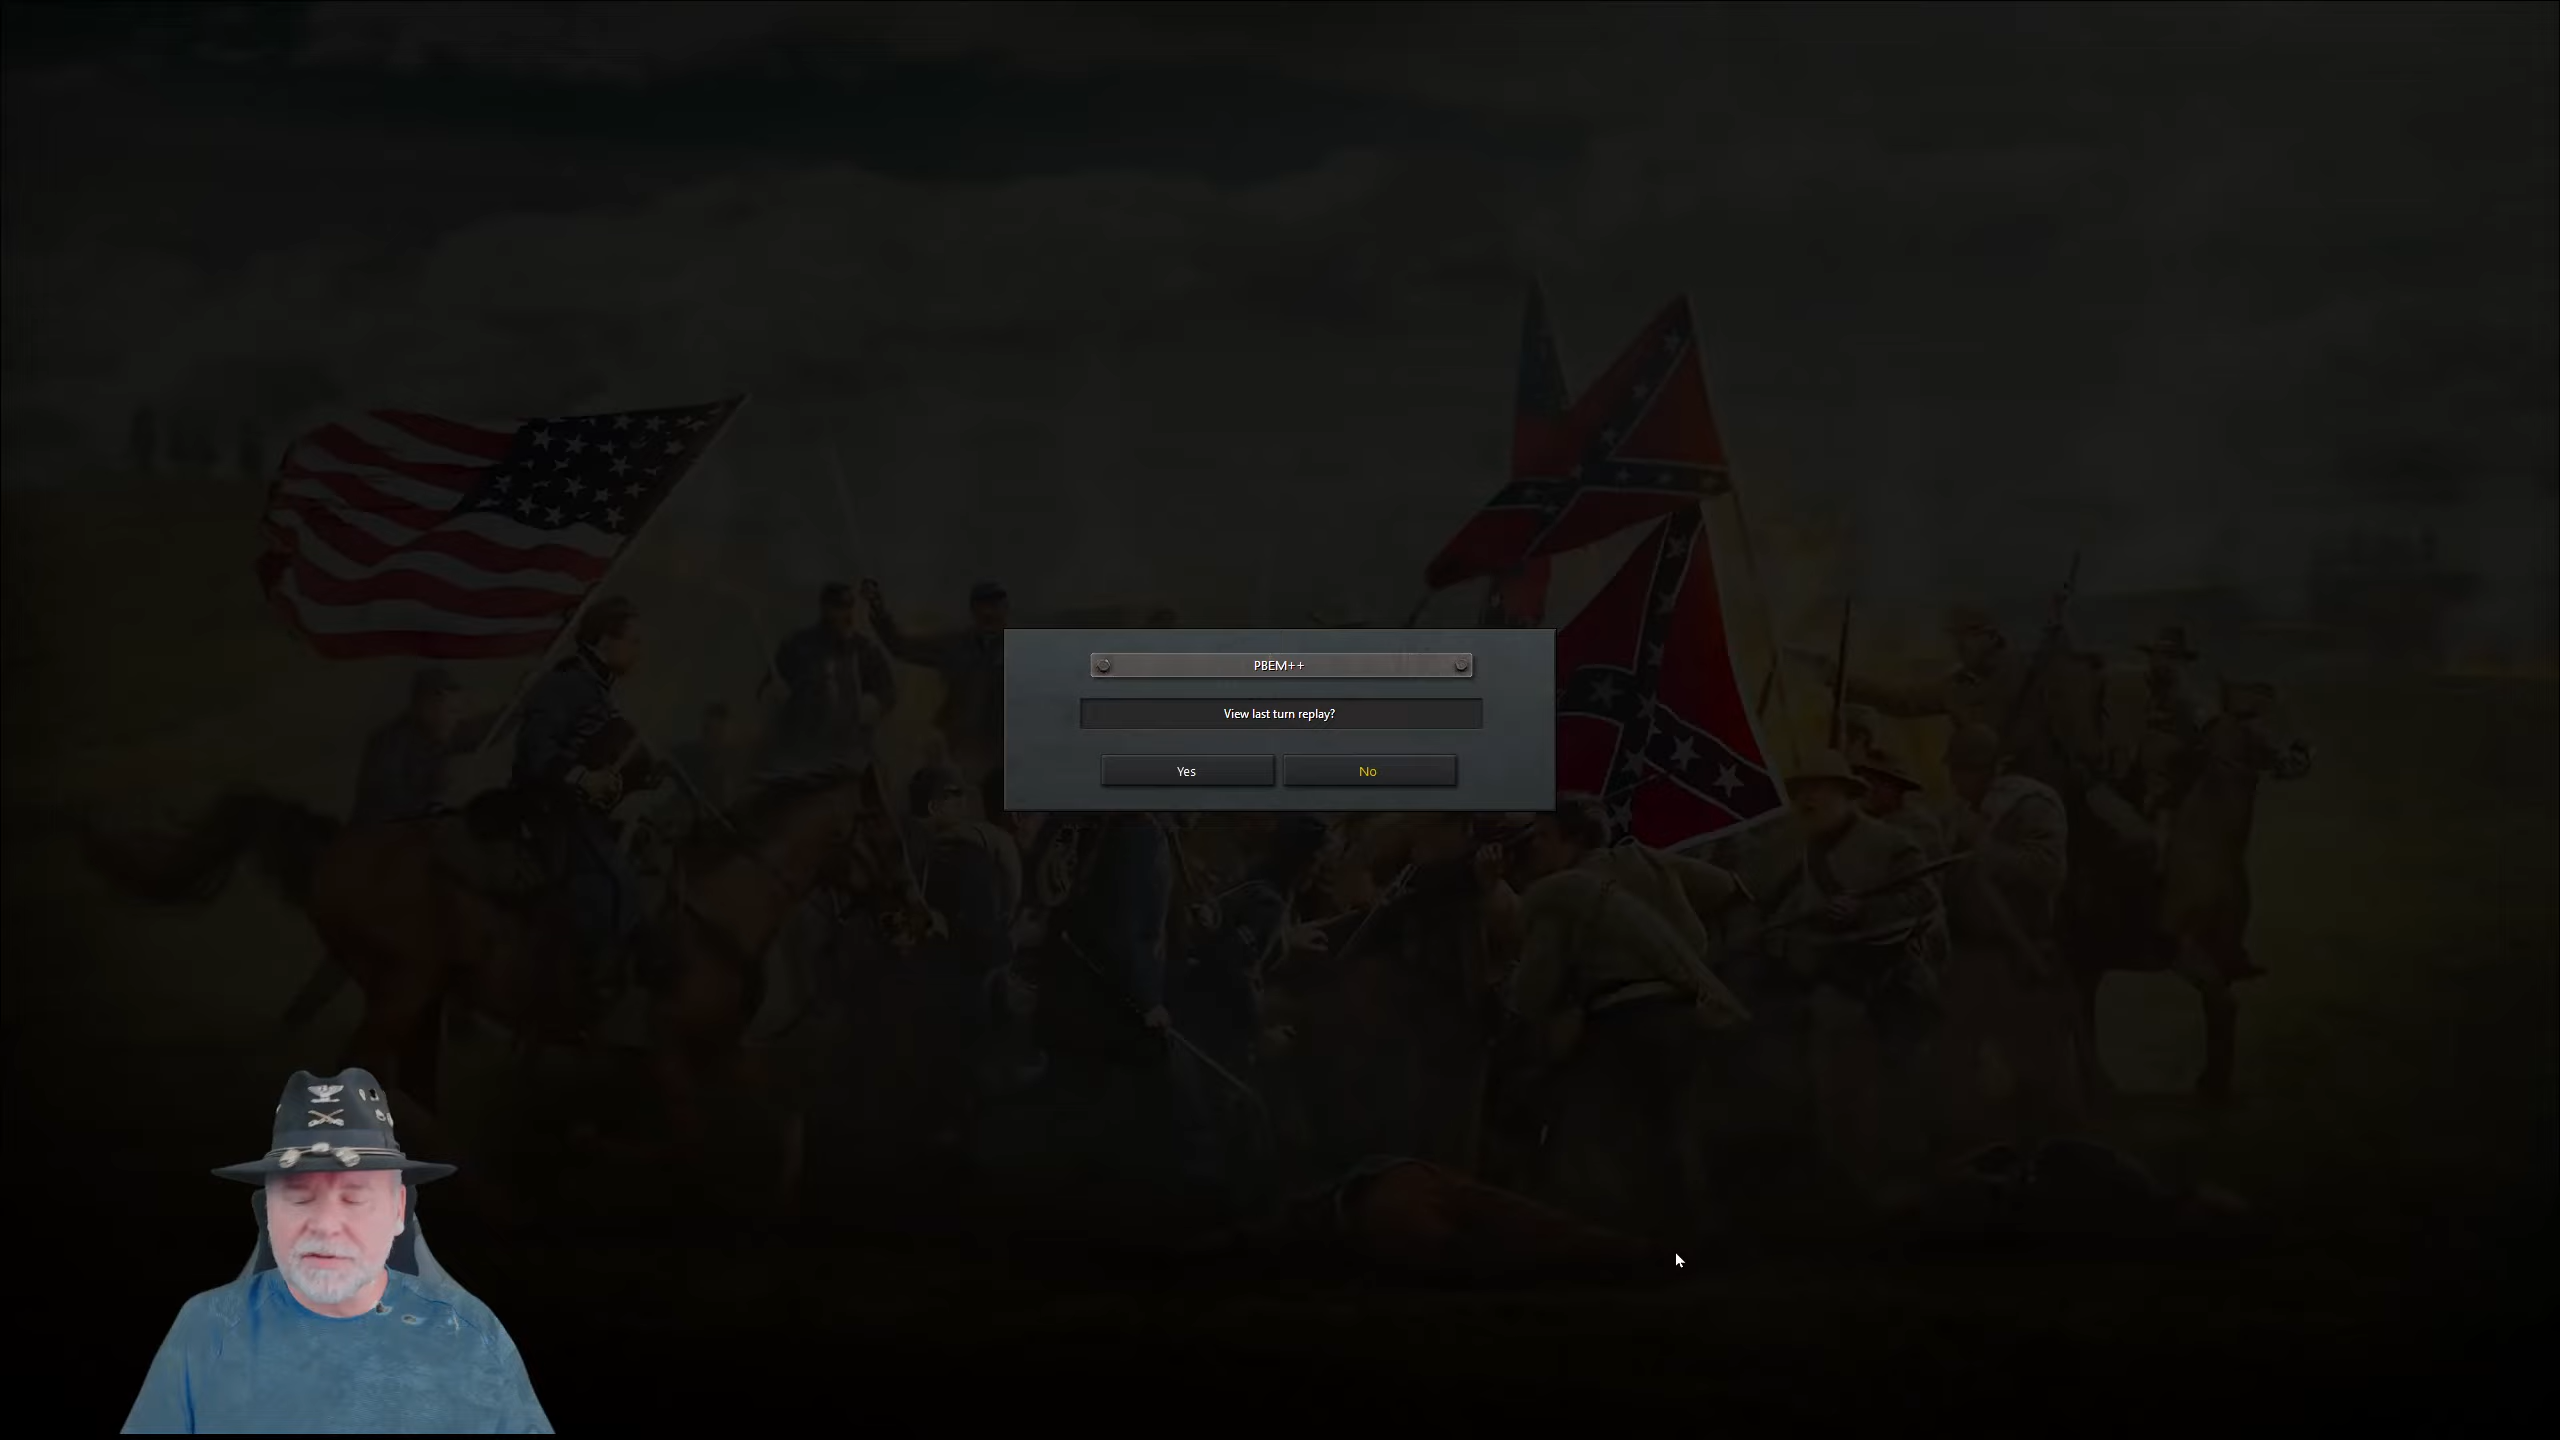 PBEM++
View last turn replay?
Yes
No